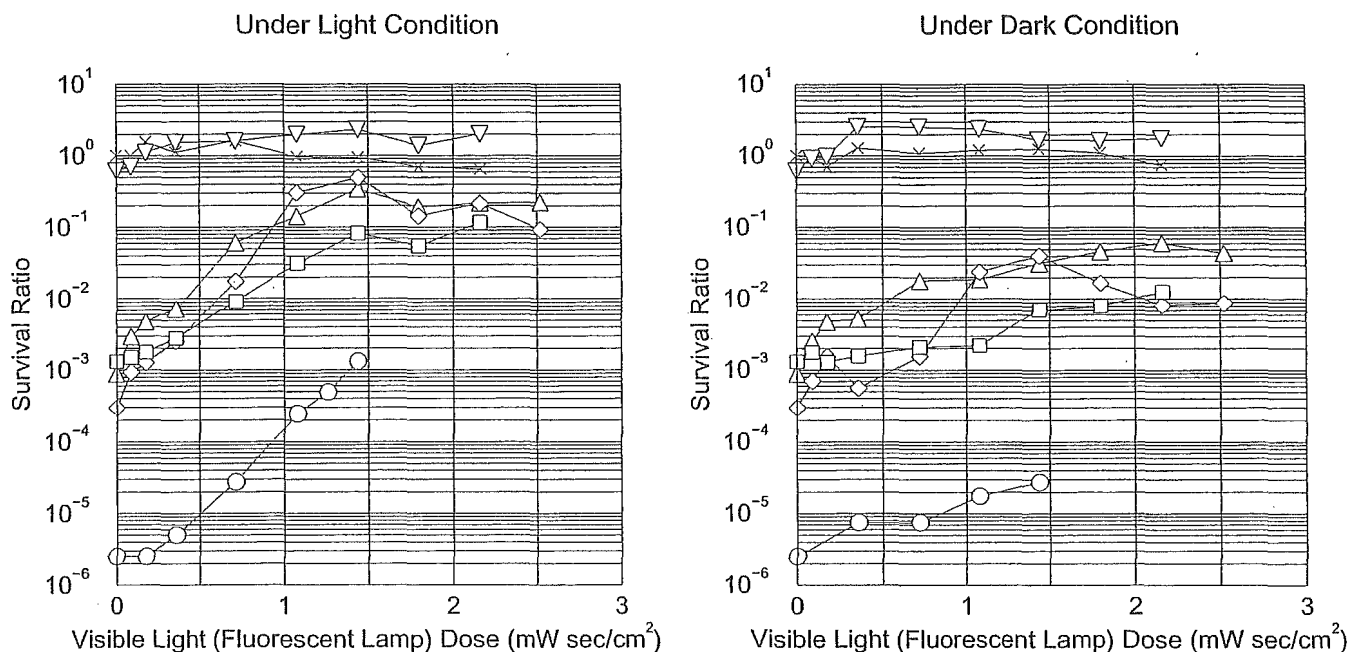 Under Light Condition
Under Dark Condition
10^1
10^0
10^-1
10^-2
10^-3
10^-4
10^-5
10^-6
Survival Ratio
0 1 2 3
Visible Light (Fluorescent Lamp) Dose (mW sec/cm^2)
10^1
10^0
10^-1
10^-2
10^-3
10^-4
10^-5
10^-6
Survival Ratio
0 1 2 3
Visible Light (Fluorescent Lamp) Dose (mW sec/cm^2)